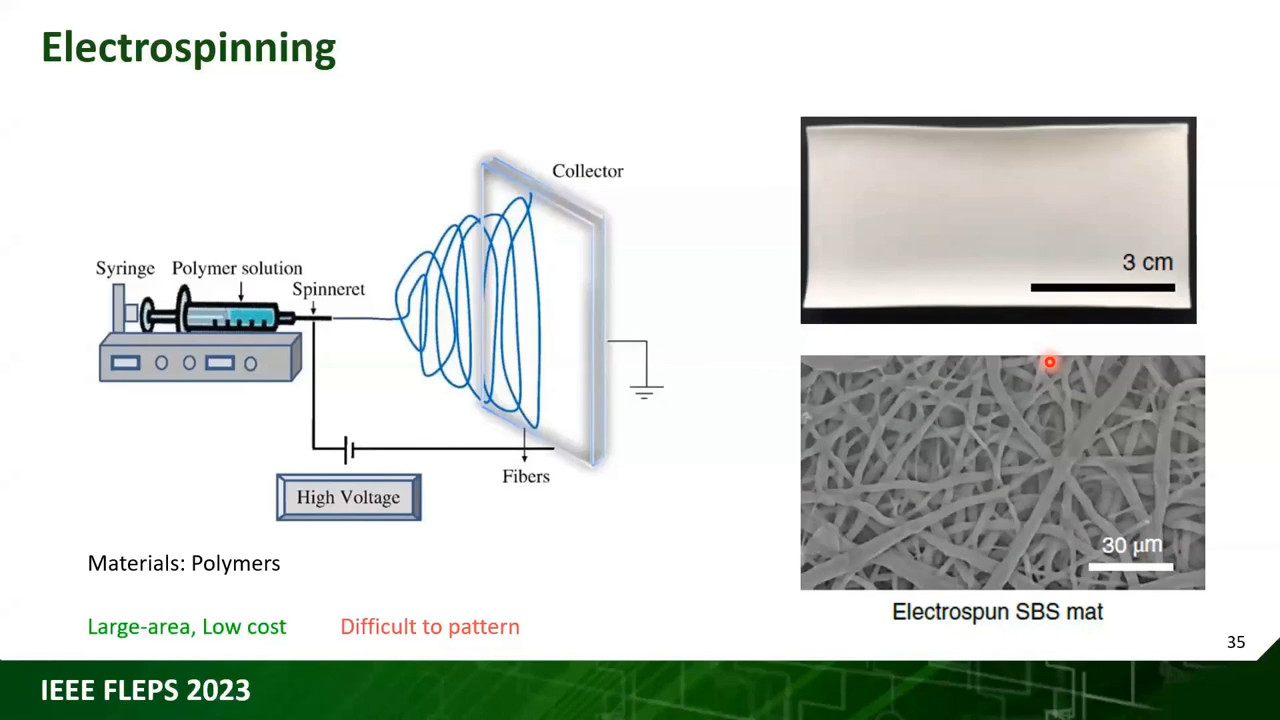 Electrospinning
Collector
Syringe
Polymer solution
Spinneret
Fibers
High Voltage
3 cm
30 μm
Electrospun SBS mat
Materials: Polymers
Large-area, Low cost
Difficult to pattern
35
IEEE FLEPS 2023